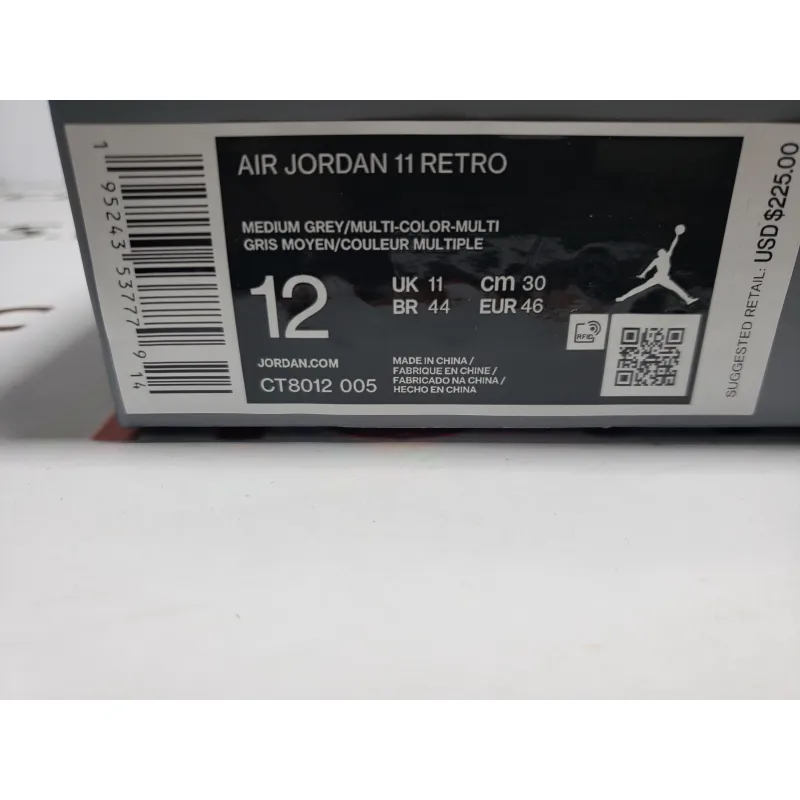 AIR JORDAN 11 RETRO
MEDIUM GREY/MULTI-COLOR-MULTI
GRIS MOYEN/COULEUR MULTIPLE
12
UK 11 cm 30
BR 44 EUR 46
JORDAN.COM
CT8012 005
MADE IN CHINA /
FABRIQUE EN CHINE /
FABRICADO NA CHINA /
HECHO EN CHINA
RFID
1 95243 53777 9 14
SUGGESTED RETAIL: USD $225.00